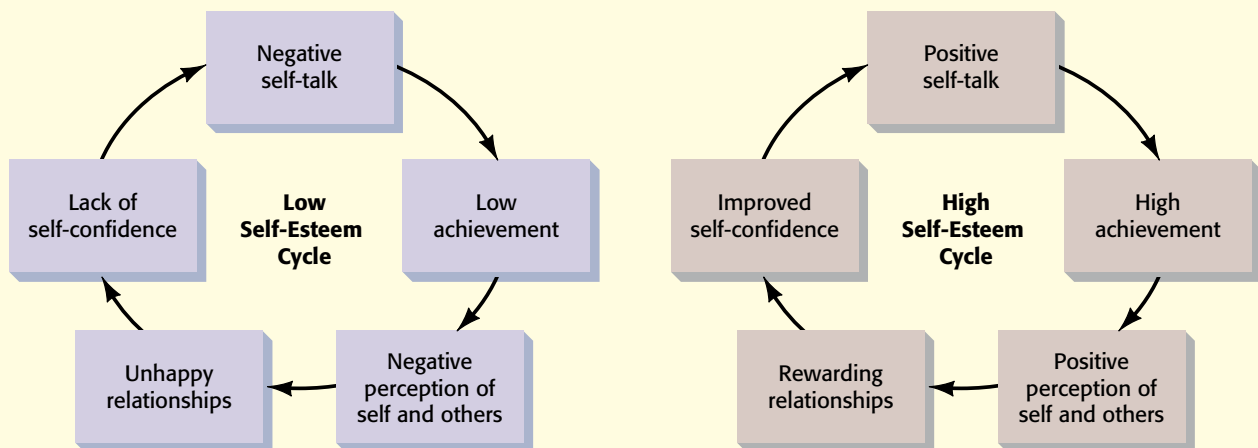 Negative
self-talk
Low
achievement
Negative
perception of
self and others
Unhappy
relationships
Lack of
self-confidence
Low
Self-Esteem
Cycle
Positive
self-talk
High
achievement
Positive
perception of
self and others
Rewarding
relationships
Improved
self-confidence
High
Self-Esteem
Cycle